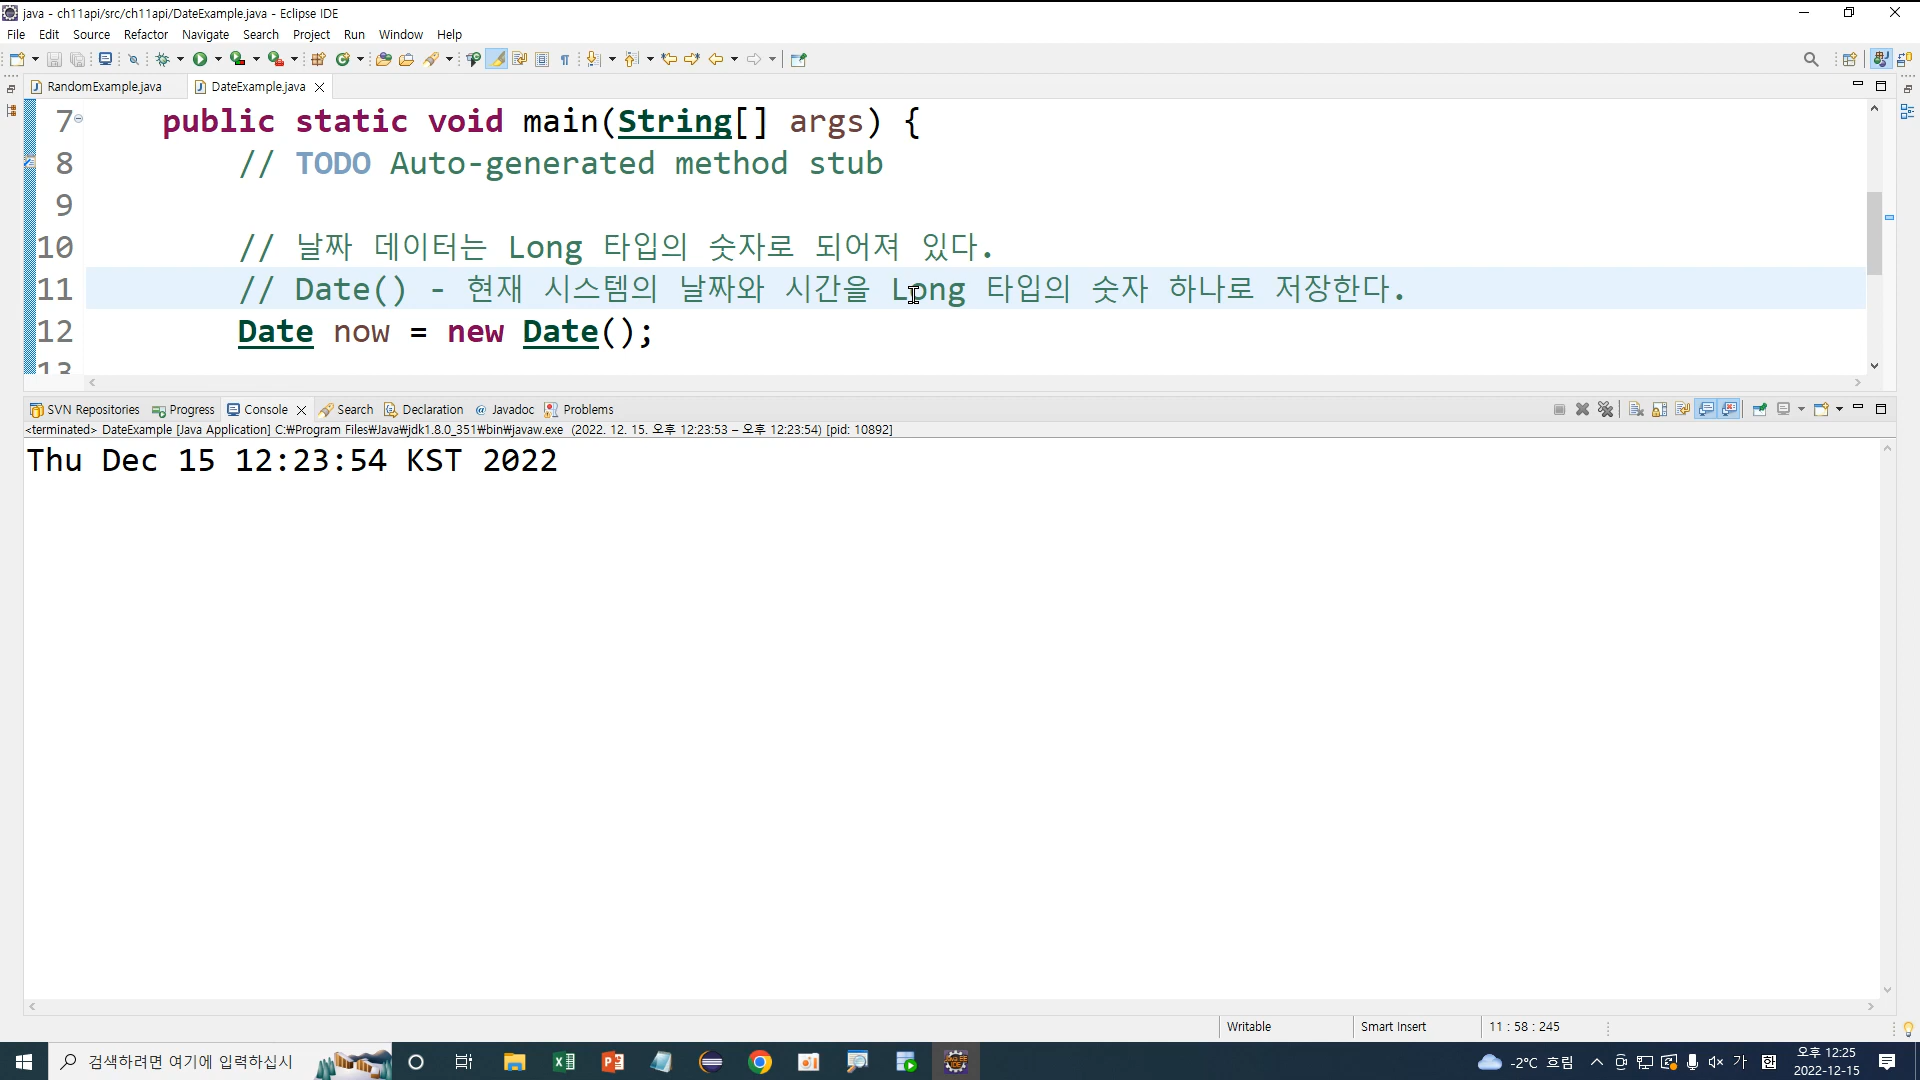 java - ch11api/src/ch11api/DateExample.java - Eclipse IDE
File Edit Source Refactor Navigate Search Project Run Window Help
RandomExample.java DateExample.java
7 public static void main(String[] args) {
8 // TODO Auto-generated method stub
9
10 // 날짜 데이터는 Long 타입의 숫자로 되어져 있다.
11 // Date() - 현재 시스템의 날짜와 시간을 Long 타입의 숫자 하나로 저장한다.
12 Date now = new Date();
13
SVN Repositories Progress Console Search Declaration @ Javadoc Problems
<terminated> DateExample [Java Application] C:₩Program Files₩Java₩jdk1.8.0_351₩bin₩javaw.exe (2022. 12. 15. 오후 12:23:53 – 오후 12:23:54) [pid: 10892]
Thu Dec 15 12:23:54 KST 2022
Writable Smart Insert 11 : 58 : 245
검색하려면 여기에 입력하십시 -2°C 흐림 가 한 오후 12:25
2022-12-15